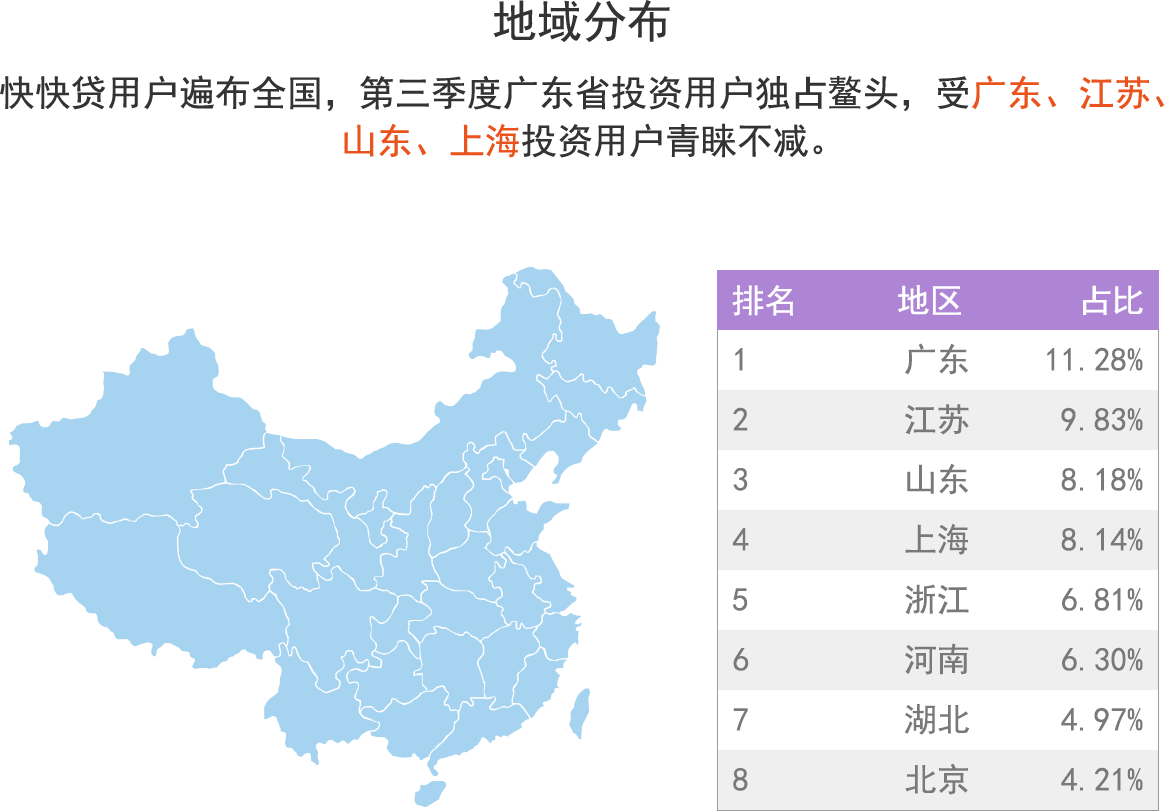 地域分布
快快贷用户遍布全国，第三季度广东省投资用户独占鳌头，受广东、江苏、
山东、上海投资用户青睐不减。
排名 地区 占比
1 广东 11.28%
2 江苏 9.83%
3 山东 8.18%
4 上海 8.14%
5 浙江 6.81%
6 河南 6.30%
7 湖北 4.97%
8 北京 4.21%